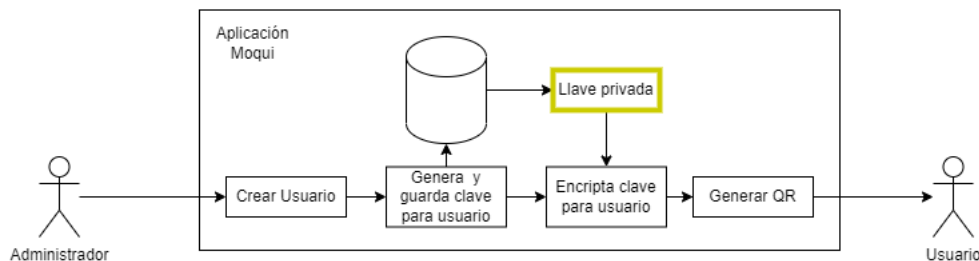 Aplicación
Moqui
Llave privada
Crear Usuario
Genera y
guarda clave
para usuario
Encripta clave
para usuario
Generar QR
Administrador
Usuario